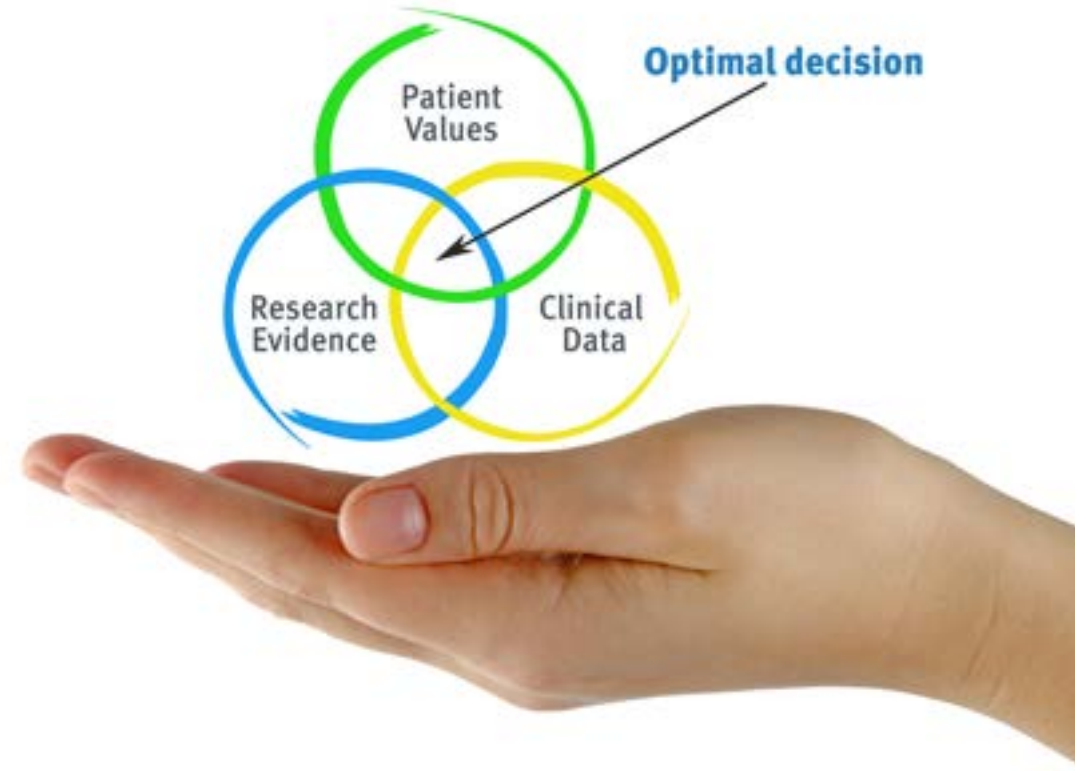 Optimal decision
Patient
Values
Research
Evidence
Clinical
Data